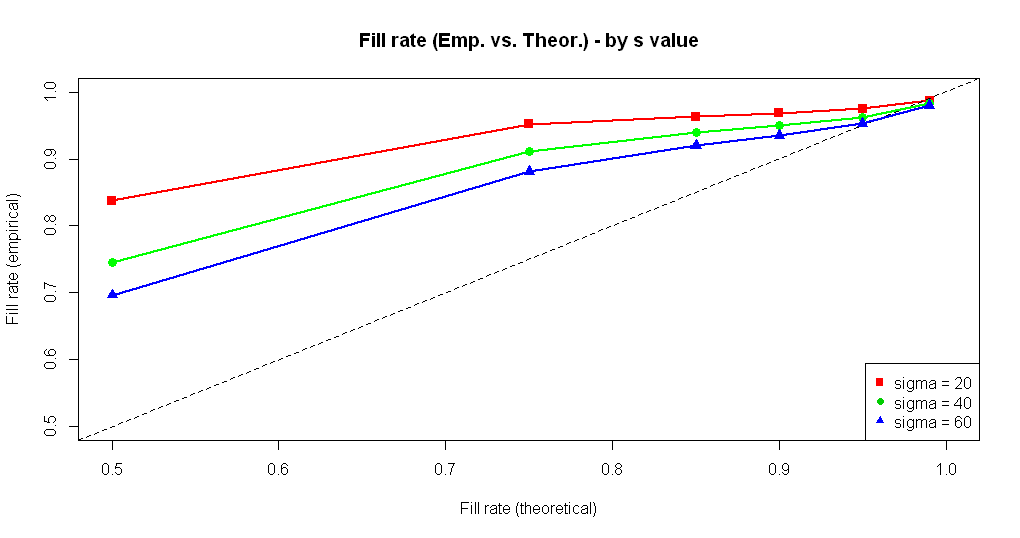 Fill rate (Emp. vs. Theor.) - by s value
Fill rate (empirical)
1.0
0.9
0.8
0.7
0.6
0.5
0.5 0.6 0.7 0.8 0.9 1.0
Fill rate (theoretical)
sigma = 20
sigma = 40
sigma = 60